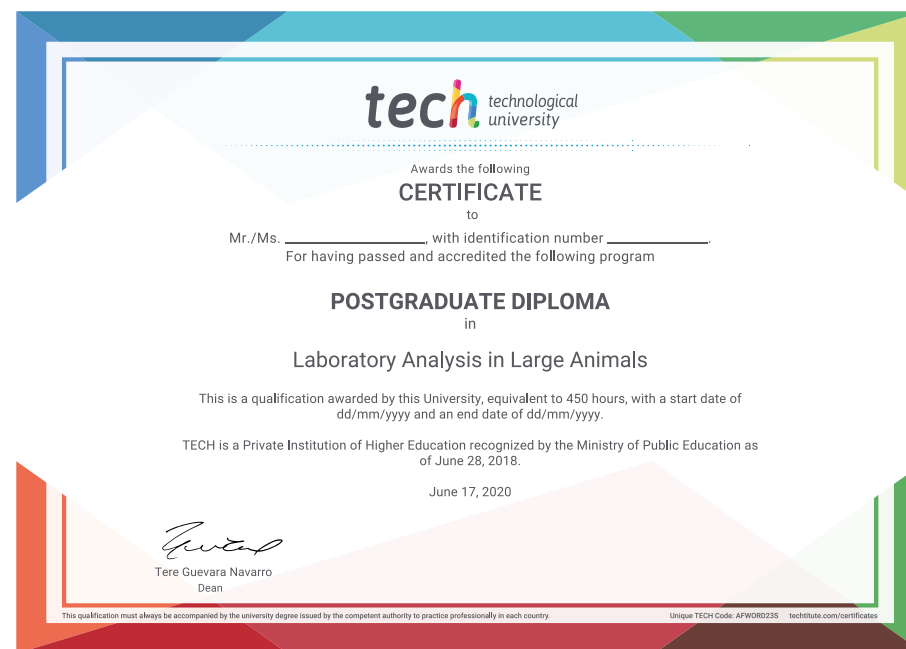 tech technological
university
Awards the following
CERTIFICATE
to
Mr./Ms. ____________________, with identification number ______________.
For having passed and accredited the following program
POSTGRADUATE DIPLOMA
in
Laboratory Analysis in Large Animals
This is a qualification awarded by this University, equivalent to 450 hours, with a start date of
dd/mm/yyyy and an end date of dd/mm/yyyy.
TECH is a Private Institution of Higher Education recognized by the Ministry of Public Education as
of June 28, 2018.
June 17, 2020
Tere Guevara Navarro
Dean
This qualification must always be accompanied by the university degree issued by the competent authority to practice professionally in each country. Unique TECH Code: AFWORD23S techtitute.com/certificates